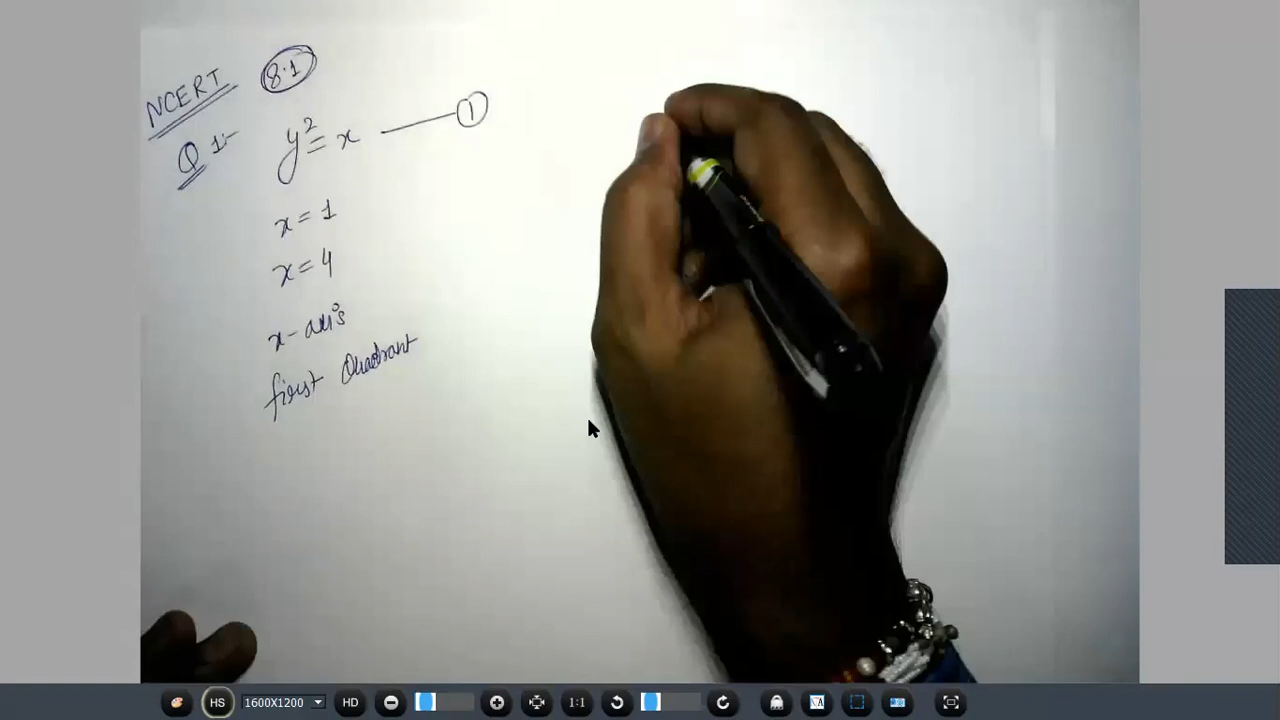 NCERT 8.1
Q 1:- y² = x ——— ①
x = 1
x = 4
x-axis
first Quadrant
HS 1600X1200 HD 1:1